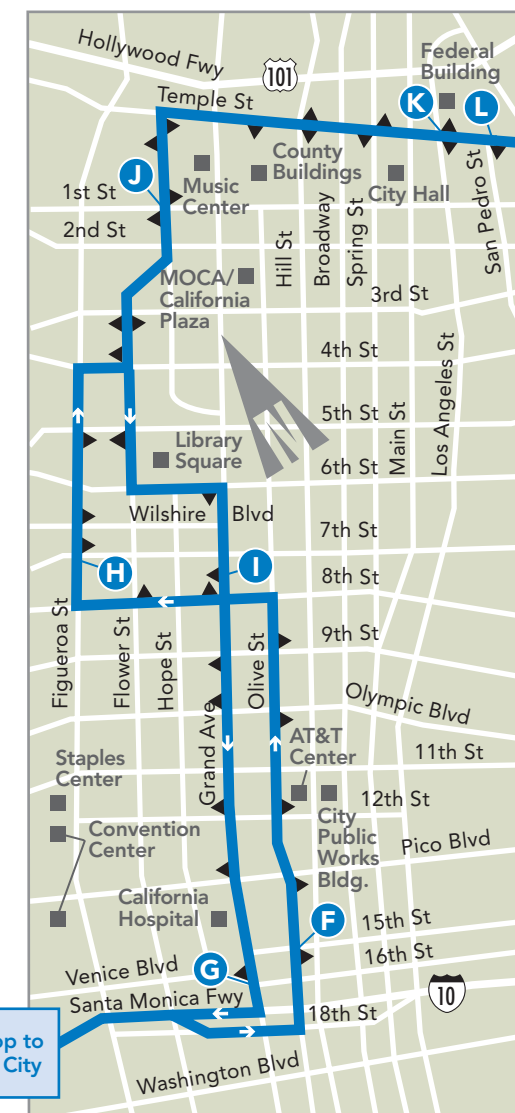 Hollywood Fwy
101
Federal
Building
Temple St
K
L
J
County
Buildings
Music
Center
City Hall
1st St
2nd St
San Pedro St
Hill St
Broadway
Spring St
MOCA/
California
Plaza
3rd St
4th St
5th St
Main St
Los Angeles St
Library
Square
6th St
Wilshire Blvd
7th St
H
I
8th St
Figueroa St
Flower St
Hope St
Grand Ave
Olive St
9th St
Olympic Blvd
AT&T
Center
11th St
Staples
Center
12th St
City
Public
Works
Bldg.
Convention
Center
Pico Blvd
California
Hospital
F
15th St
16th St
Venice Blvd
G
10
Santa Monica Fwy
18th St
to
City
Washington Blvd